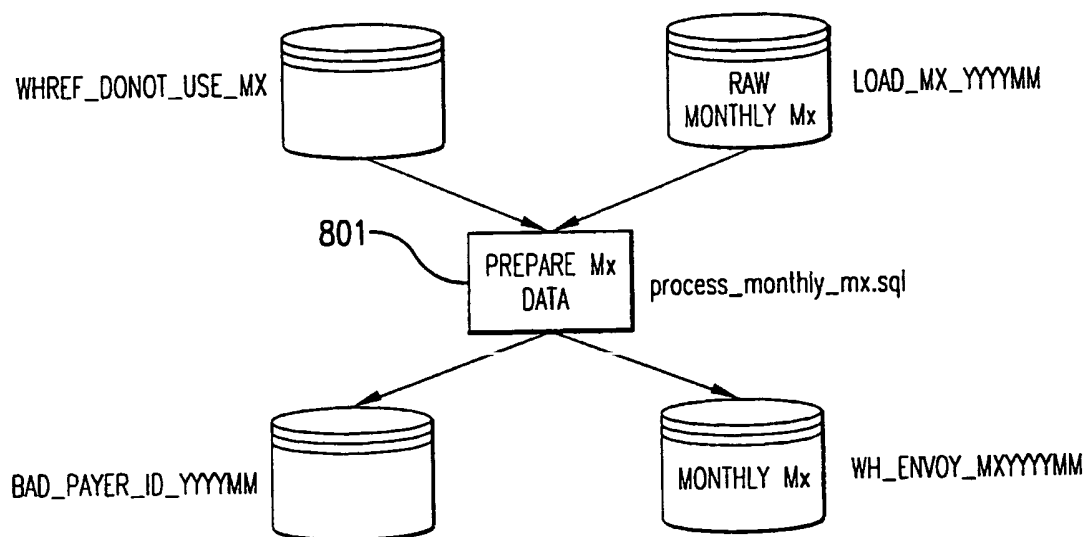 WHREF_DONOT_USE_MX
RAW
MONTHLY Mx
LOAD_MX_YYYYMM
801
PREPARE Mx
DATA
process_monthly_mx.sql
BAD_PAYER_ID_YYYYMM
MONTHLY Mx
WH_ENVOY_MXYYYYMM